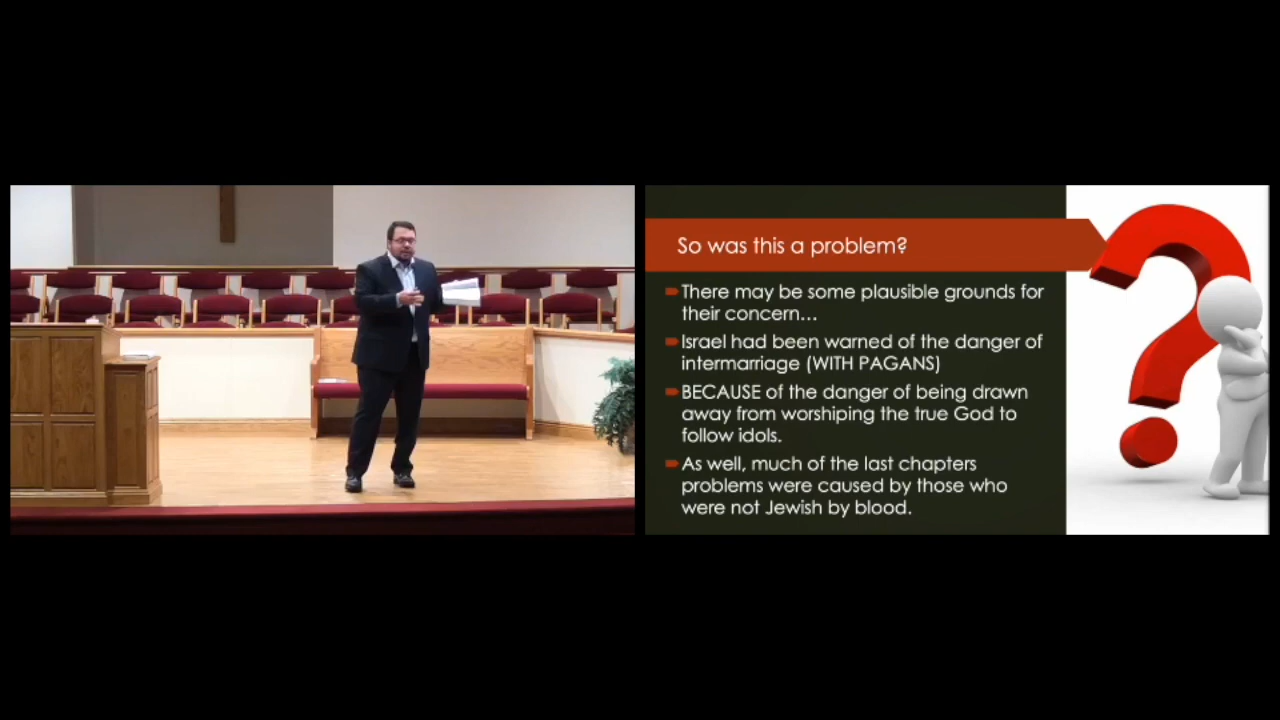 So was this a problem?
There may be some plausible grounds for
their concern...
Israel had been warned of the danger of
intermarriage (WITH PAGANS)
BECAUSE of the danger of being drawn
away from worshiping the true God to
follow idols.
As well, much of the last chapters
problems were caused by those who
were not Jewish by blood.